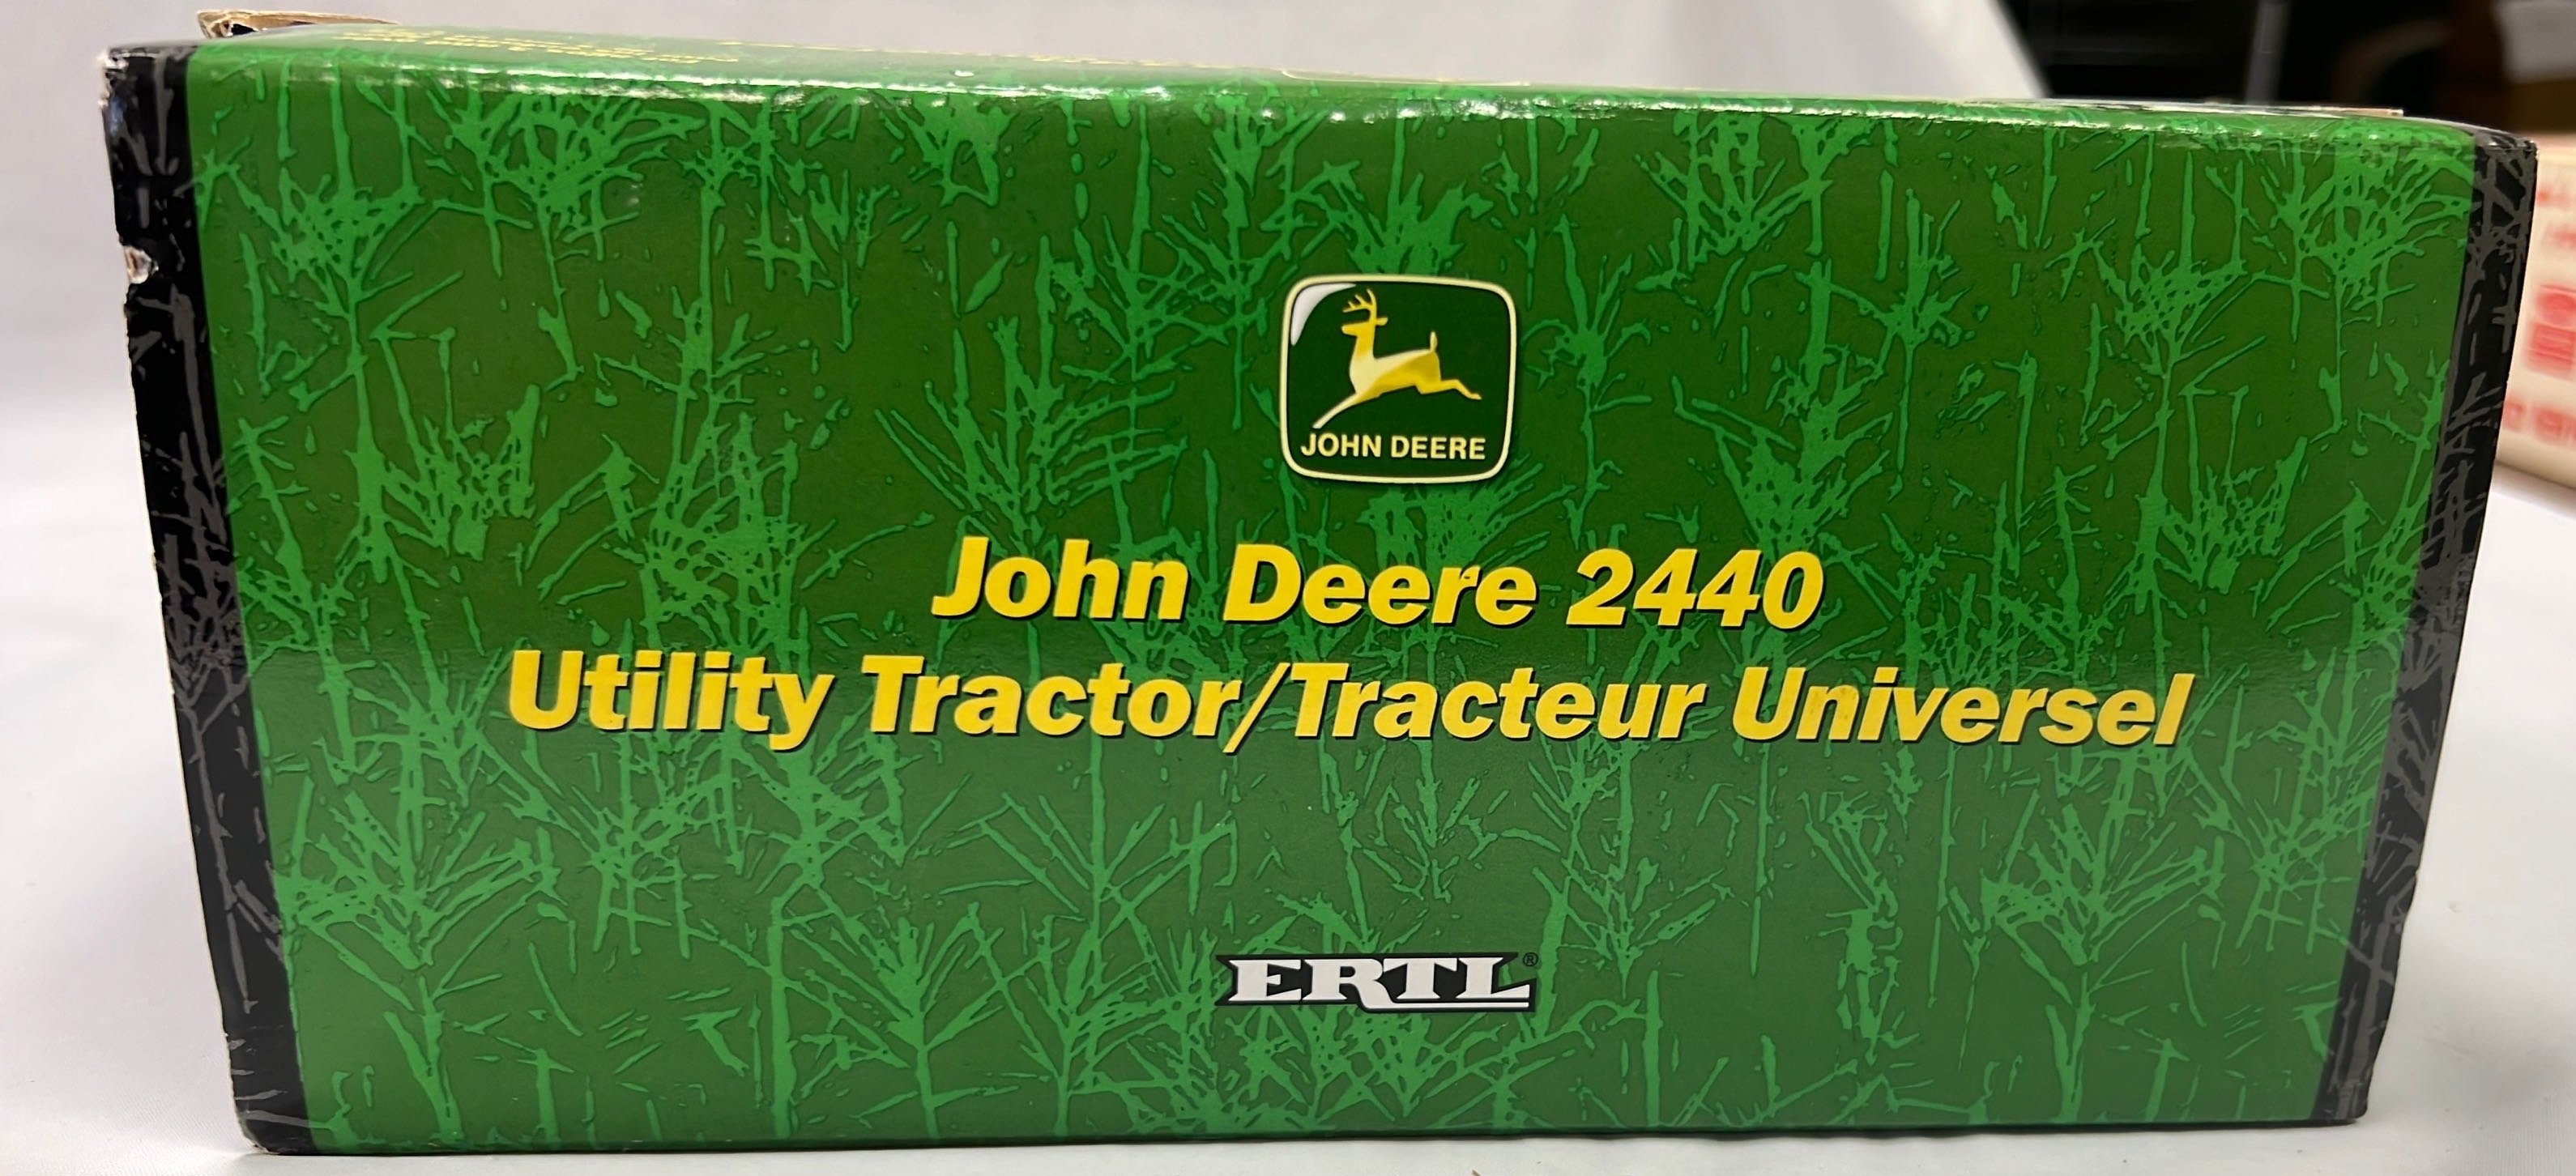 JOHN DEERE
John Deere 2440
Utility Tractor/Tracteur Universel
ERTL®